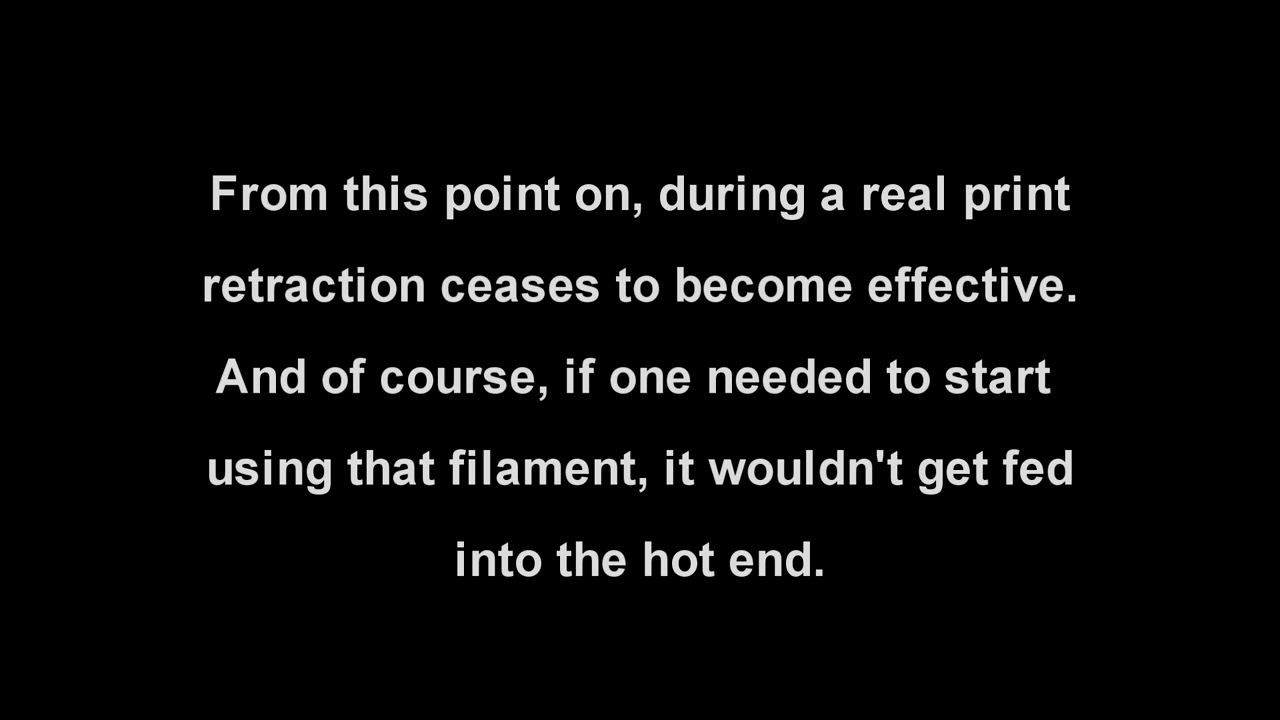 From this point on, during a real print
retraction ceases to become effective.
And of course, if one needed to start
using that filament, it wouldn't get fed
into the hot end.